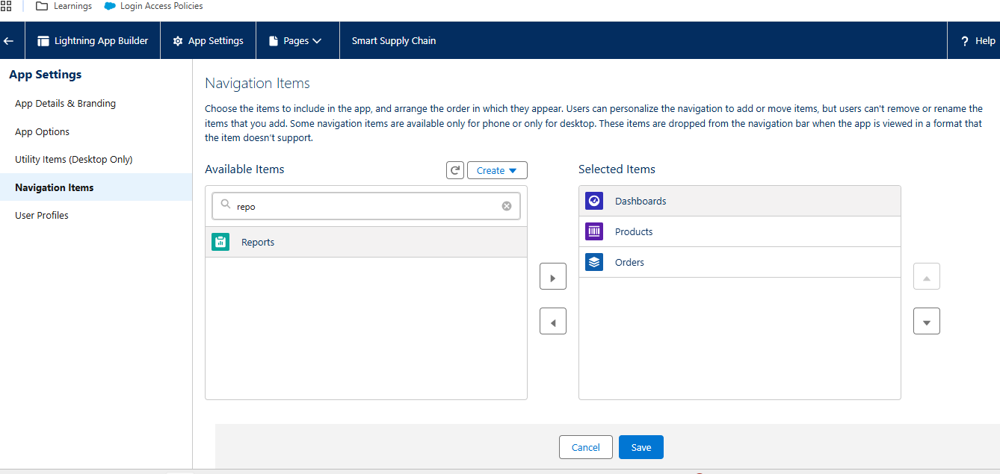 Learnings
Login Access Policies
Lightning App Builder
App Settings
Pages
Smart Supply Chain
? Help
App Settings
App Details & Branding
App Options
Utility Items (Desktop Only)
Navigation Items
User Profiles
Navigation Items
Choose the items to include in the app, and arrange the order in which they appear. Users can personalize the navigation to add or move items, but users can't remove or rename the
items that you add. Some navigation items are available only for phone or only for desktop. These items are dropped from the navigation bar when the app is viewed in a format that
the item doesn’t support.
Available Items
Create
repo
Reports
Selected Items
Dashboards
Products
Orders
Cancel
Save